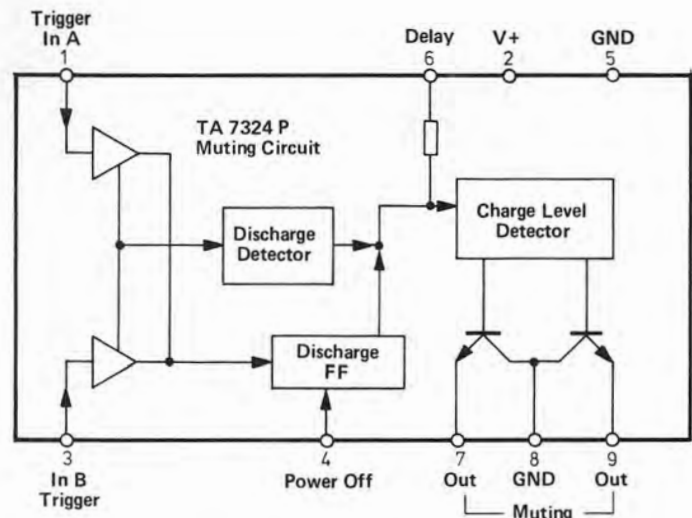 Trigger
In A
1
Delay
6
V+
2
GND
5
TA 7324 P
Muting Circuit
Discharge
Detector
Charge Level
Detector
Discharge
FF
3
In B
Trigger
4
Power Off
7
Out
8
GND
9
Out
Muting